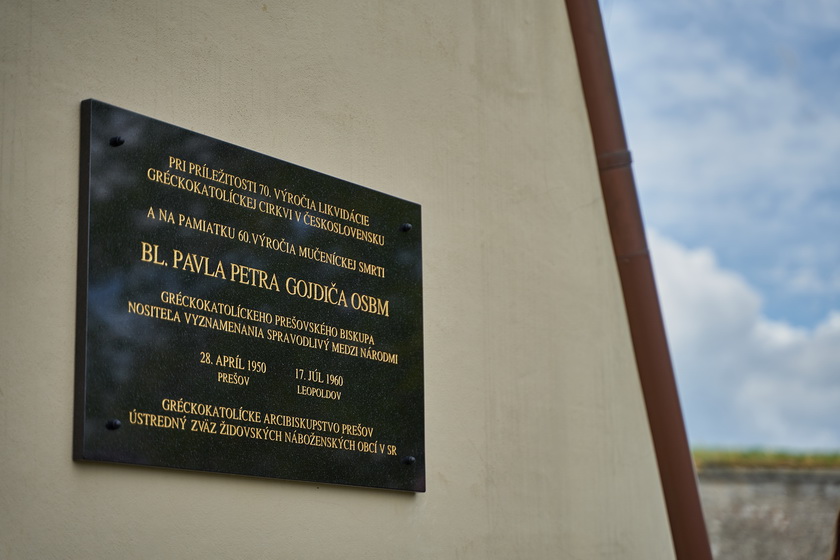 PRI PRÍLEŽITOSTI 70. VÝROČIA LIKVIDÁCIE
GRÉCKOKATOLÍCKEJ CIRKVI V ČESKOSLOVENSKU
A NA PAMIATKU 60.VÝROČIA MUČENÍCKEJ SMRTI
BL. PAVLA PETRA GOJDIČA OSBM
GRÉCKOKATOLÍCKEHO PREŠOVSKÉHO BISKUPA
NOSITEĽA VYZNAMENANIA SPRAVODLIVÝ MEDZI NÁRODMI
28. APRÍL 1950 17. JÚL 1960
PREŠOV LEOPOLDOV
GRÉCKOKATOLÍCKE ARCIBISKUPSTVO PREŠOV
ÚSTREDNÝ ZVÄZ ŽIDOVSKÝCH NÁBOŽENSKÝCH OBCÍ V SR